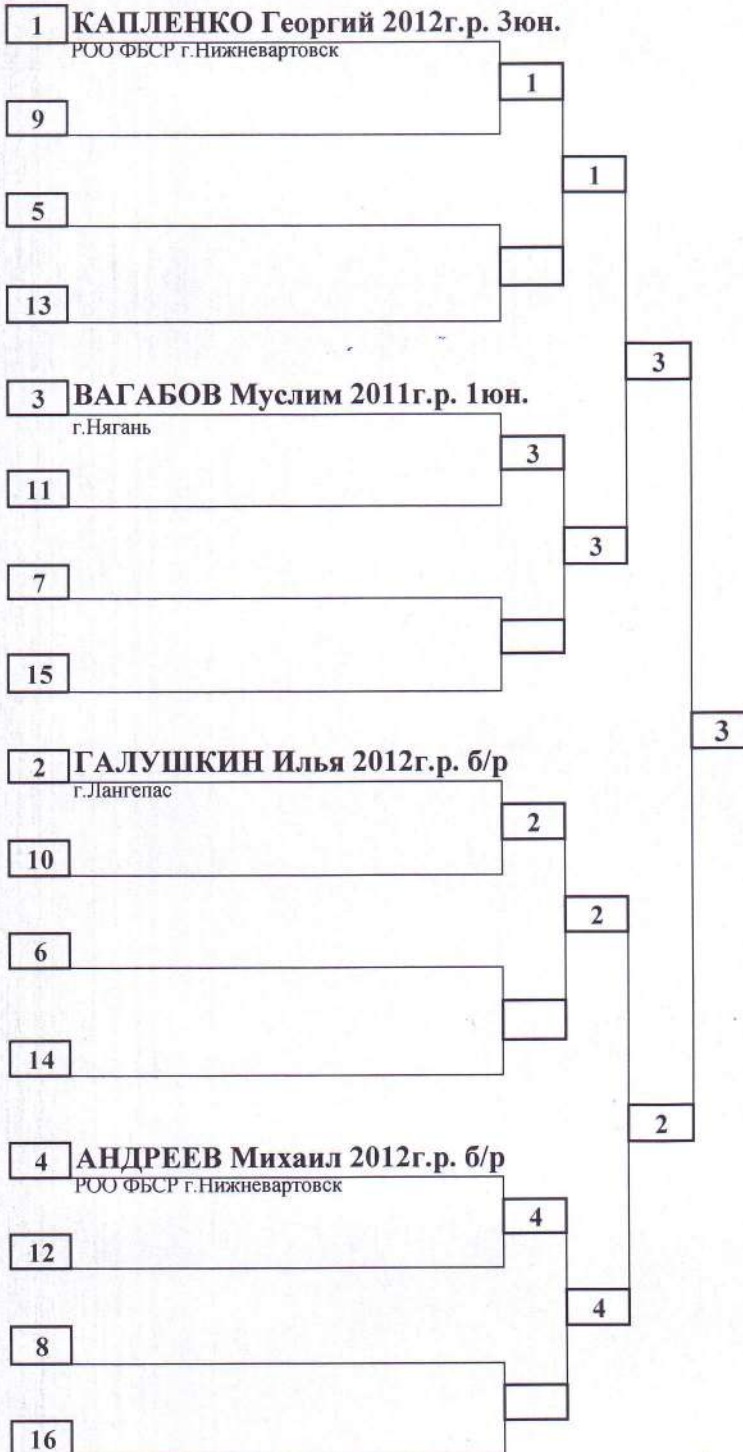 1 КАПЛЕНКО Георгий 2012г.р. 3юн.
РОО ФБСР г.Нижневартовск
1
9
1
5
13
3
3 ВАГАБОВ Муслим 2011г.р. 1юн.
г.Нягань
3
11
3
7
15
3
2 ГАЛУШКИН Илья 2012г.р. б/р
г.Лангепас
2
10
2
6
14
2
4 АНДРЕЕВ Михаил 2012г.р. б/р
РОО ФБСР г.Нижневартовск
4
12
4
8
16